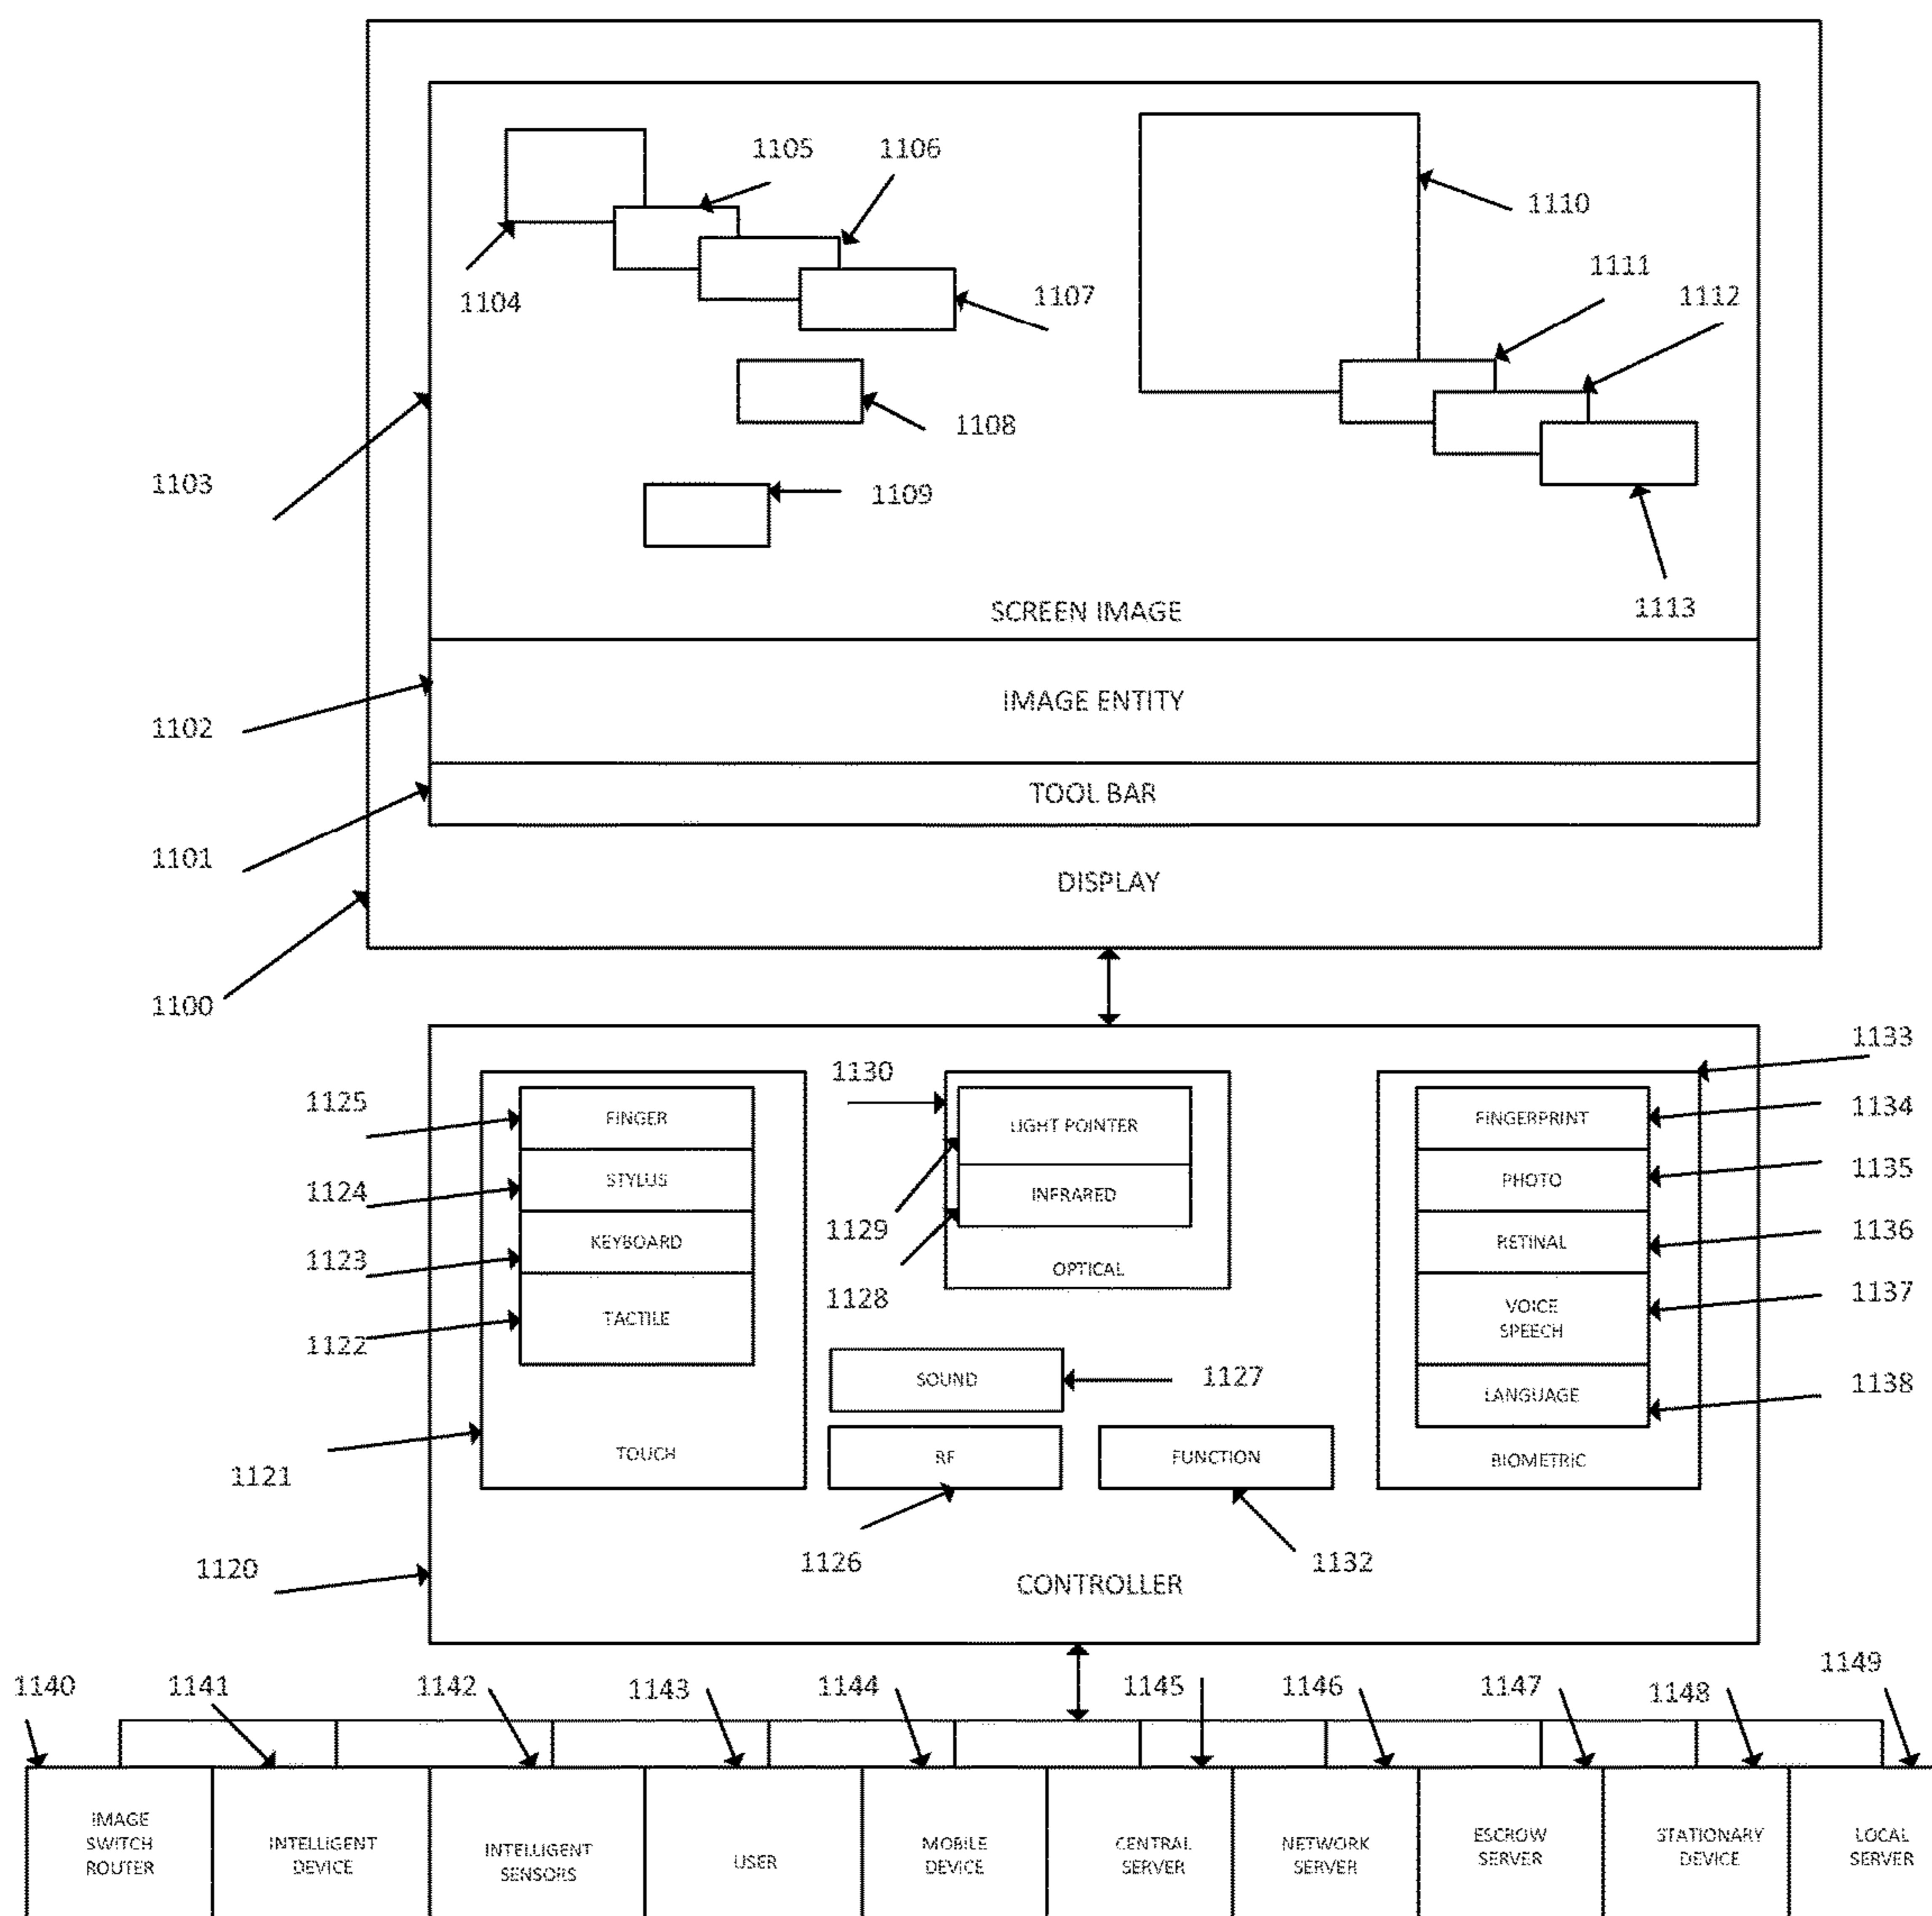 1105
1106
1110
1111
1112
1104
1107
1108
1103
1109
SCREEN IMAGE
1113
IMAGE ENTITY
1102
TOOL BAR
1101
DISPLAY
1100
1133
1130
1125
FINGER
LIGHT POINTER
FINGERPRINT
1134
1124
STYLUS
INFRARED
PHOTO
1135
1129
1123
KEYBOARD
RETINAL
1136
OPTICAL
1128
1122
TACTILE
VOICE
SPEECH
1137
SOUND
1127
LANGUAGE
1138
TOUCH
RF
FUNCTION
BIOMETRIC
1121
1126
1132
1120
CONTROLLER
1140
1141
1142
1143
1144
1145
1146
1147
1148
1149
IMAGE
SWITCH
ROUTER
INTELLIGENT
DEVICE
INTELLIGENT
SENSORS
USER
MOBILE
DEVICE
CENTRAL
SERVER
NETWORK
SERVER
ESCROW
SERVER
STATIONARY
DEVICE
LOCAL
SERVER